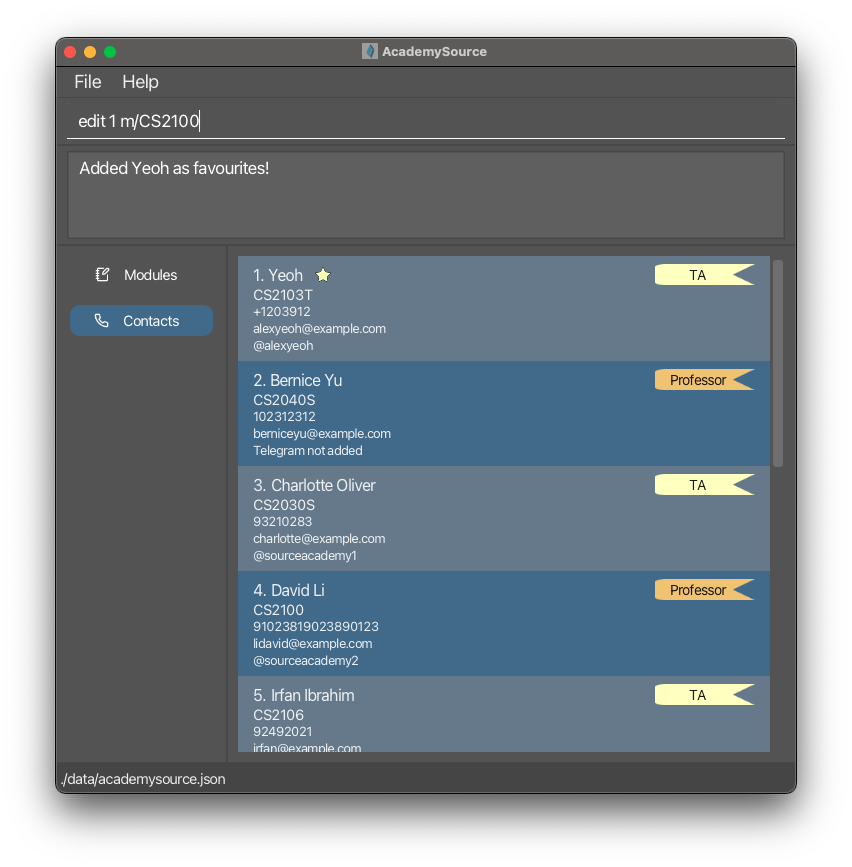 AcademySource
File Help
edit 1 m/CS2100
Added Yeoh as favourites!
Modules
Contacts
1. Yeoh TA
CS2103T
+1203912
alexyeoh@example.com
@alexyeoh
2. Bernice Yu Professor
CS2040S
102312312
berniceyu@example.com
Telegram not added
3. Charlotte Oliver TA
CS2030S
93210283
charlotte@example.com
@sourceacademy1
4. David Li Professor
CS2100
91023819023890123
lidavid@example.com
@sourceacademy2
5. Irfan Ibrahim TA
CS2106
92492021
irfan@example.com
./data/academysource.json